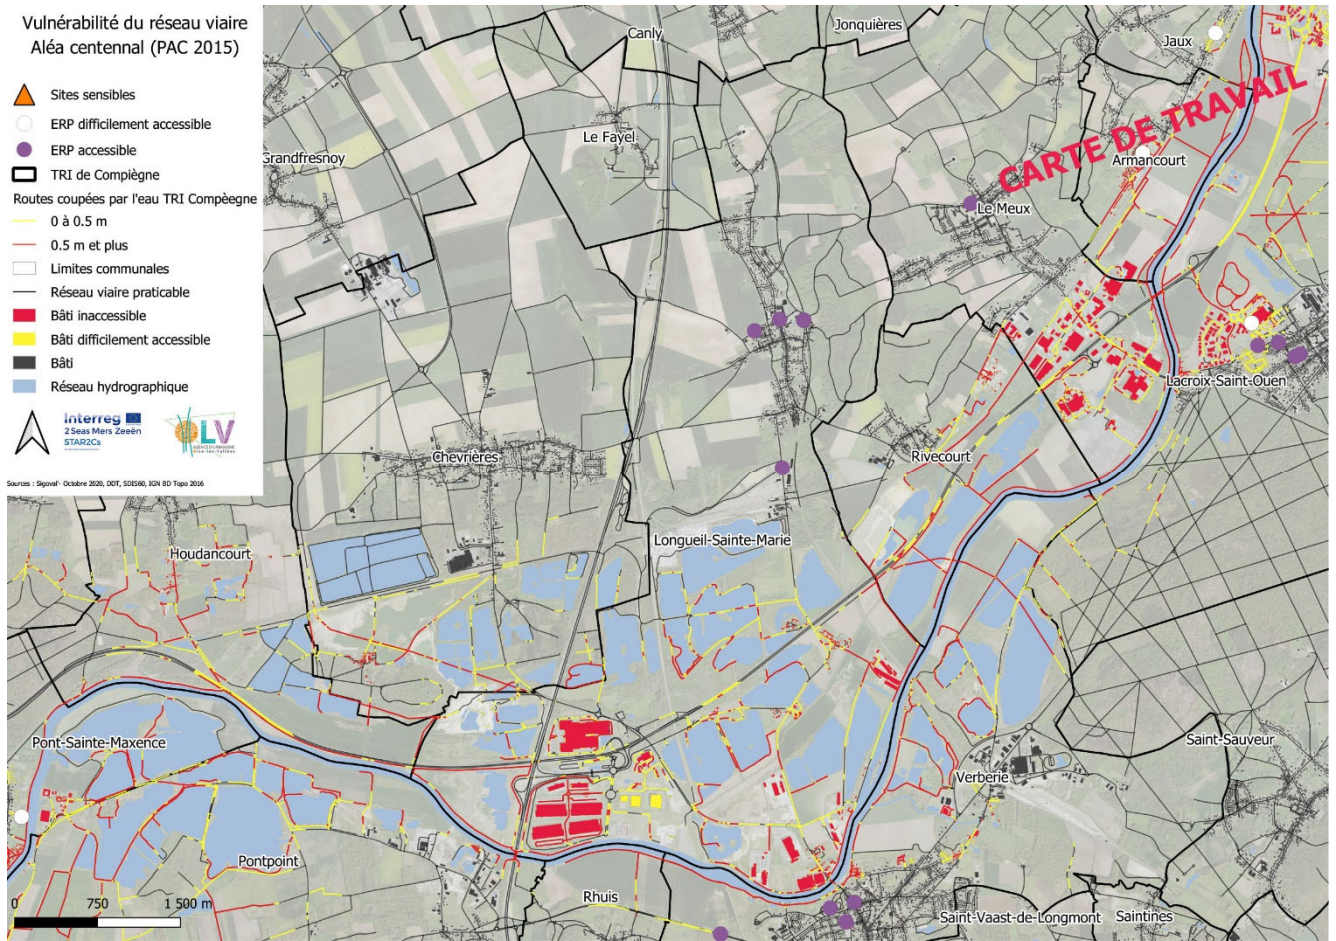 Vulnérabilité du réseau viaire
Aléa centennal (PAC 2015)
Sites sensibles
ERP difficilement accessible
ERP accessible
TRI de Compiègne
Routes coupées par l'eau TRI Compèegne
0 à 0.5 m
0.5 m et plus
Limites communales
Réseau viaire praticable
Bâti inaccessible
Bâti difficilement accessible
Bâti
Réseau hydrographique
Interreg
2 Seas Mers Zeeën
STAR2Cs
OLV
Sources : Sigoval'- Octobre 2020, DDT, SDIS60, IGN BD Topo 2016
Canly
Jonquières
Jaux
CARTE DE TRAVAIL
Le Fayel
Grandfresnoy
Armancourt
Le Meux
Lacroix-Saint-Ouen
Chevrières
Rivecourt
Longueil-Sainte-Marie
Houdancourt
Pont-Sainte-Maxence
Saint-Sauveur
Verberie
Pontpoint
Rhuis
Saint-Vaast-de-Longmont
Saintines
0 750 1 500 m